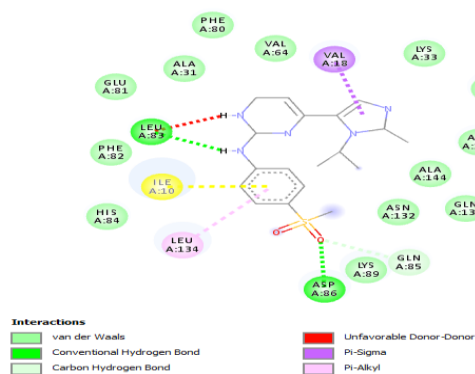 PHE
A:80
VAL
A:64
VAL
A:18
LYS
A:33
ALA
A:31
GLU
A:81
LEU
A:83
H
N
N
N
N
N
H
N
PHE
A:82
ILE
A:10
ALA
A:144
HIS
A:84
ASN
A:132
GLN
LEU
A:134
S
O
O
GLN
A:85
LYS
A:89
ASP
A:86
Interactions
van der Waals
Conventional Hydrogen Bond
Carbon Hydrogen Bond
Unfavorable Donor-Donor
Pi-Sigma
Pi-Alkyl